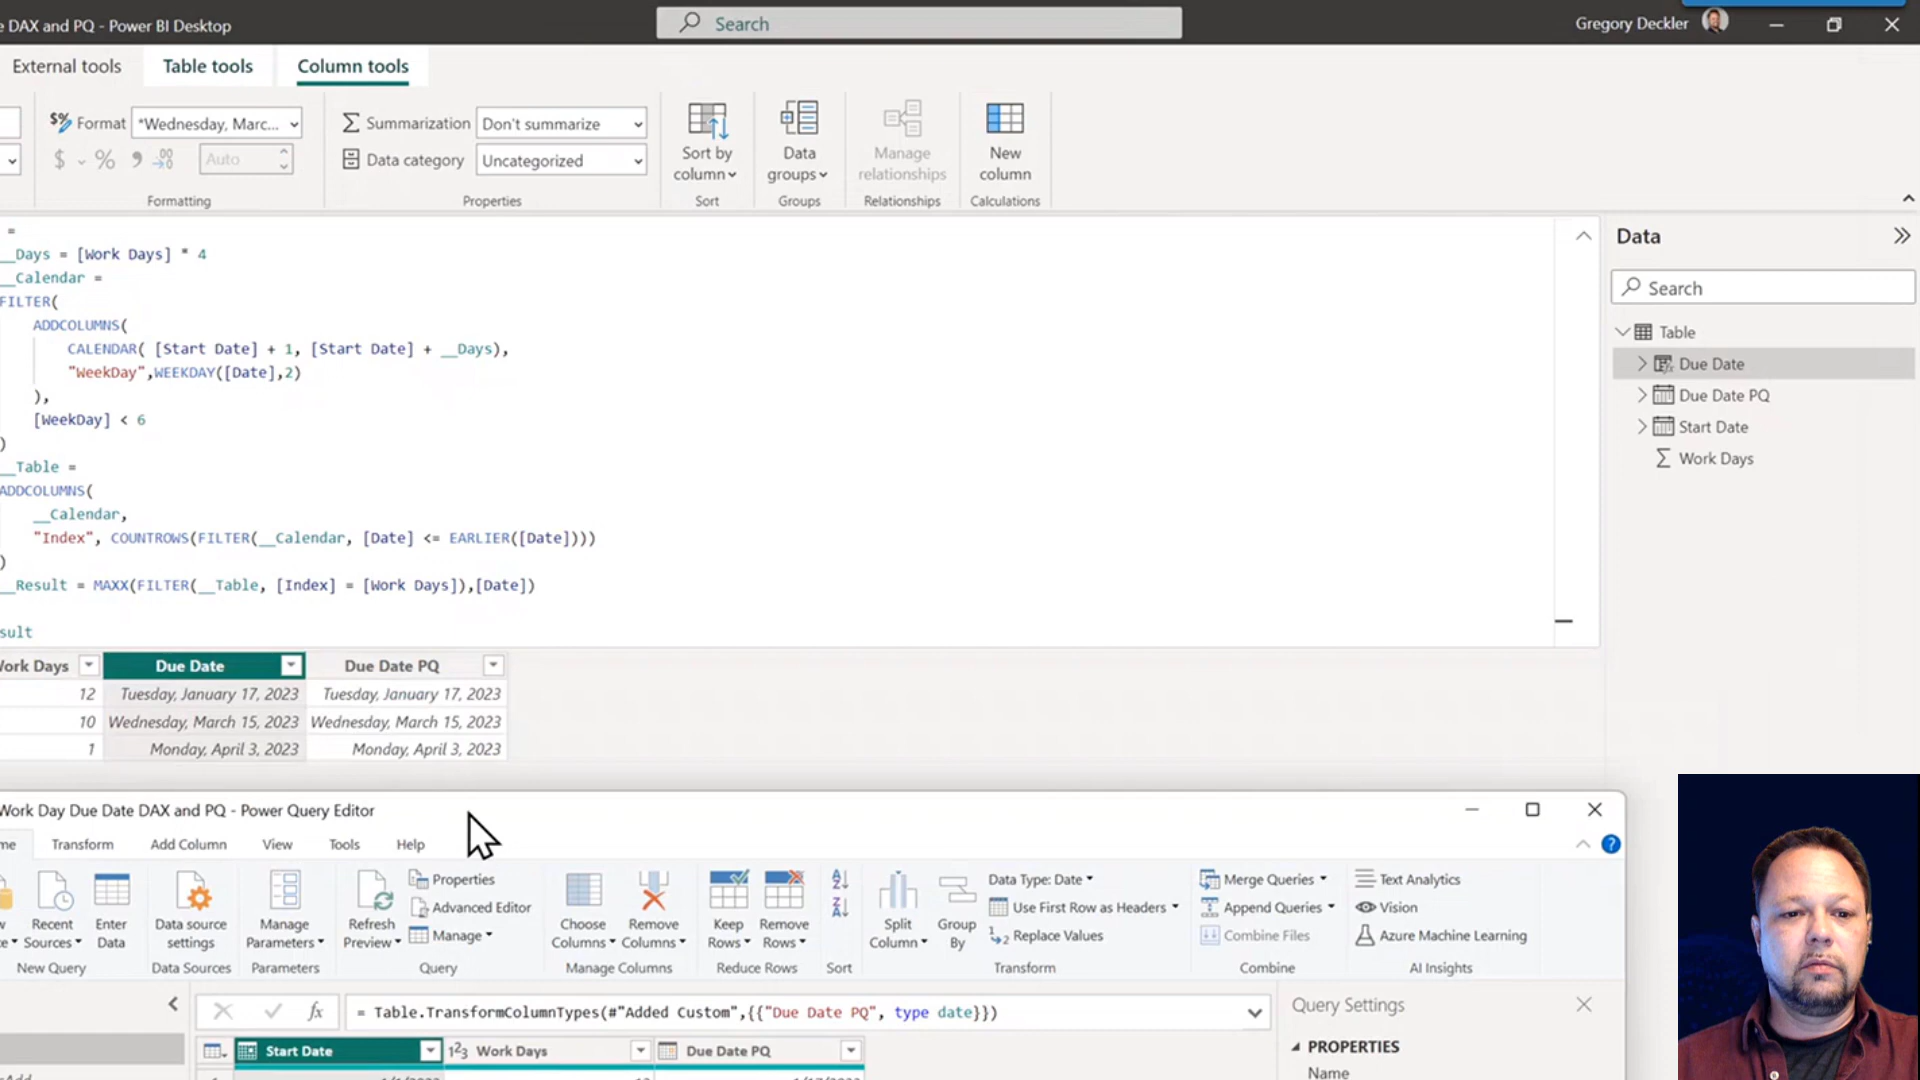 e DAX and PQ - Power BI Desktop
Search
Gregory Deckler
External tools
Table tools
Column tools
Format
*Wednesday, Marc...
$ % 9 .00
Auto
Formatting
Summarization
Don't summarize
Data category
Uncategorized
Properties
Sort by
column
Sort
Data
groups
Groups
Manage
relationships
Relationships
New
column
Calculations
=
__Days = [Work Days] * 4
__Calendar =
FILTER(
ADDCOLUMNS(
CALENDAR( [Start Date] + 1, [Start Date] + __Days),
"WeekDay",WEEKDAY([Date],2)
),
[WeekDay] < 6
)
__Table =
ADDCOLUMNS(
__Calendar,
"Index", COUNTROWS(FILTER(__Calendar, [Date] <= EARLIER([Date])))
)
__Result = MAXX(FILTER(__Table, [Index] = [Work Days]),[Date])
sult
Data
Search
Table
Due Date
Due Date PQ
Start Date
Work Days
Work Days Due Date Due Date PQ
12 Tuesday, January 17, 2023 Tuesday, January 17, 2023
10 Wednesday, March 15, 2023 Wednesday, March 15, 2023
1 Monday, April 3, 2023 Monday, April 3, 2023
Work Day Due Date DAX and PQ - Power Query Editor
me Transform Add Column View Tools Help
Recent
Sources
Enter
Data
New Query
Data source
settings
Data Sources
Manage
Parameters
Parameters
Refresh
Preview
Properties
Advanced Editor
Manage
Query
Choose
Columns
Remove
Columns
Manage Columns
Keep
Rows
Remove
Rows
Reduce Rows
Sort
Split
Column
Group
By
Data Type: Date
Use First Row as Headers
Replace Values
Transform
Merge Queries
Append Queries
Combine Files
Combine
Text Analytics
Vision
Azure Machine Learning
AI Insights
fx = Table.TransformColumnTypes(#"Added Custom",{{"Due Date PQ", type date}})
Start Date Work Days Due Date PQ
Query Settings
PROPERTIES
Name